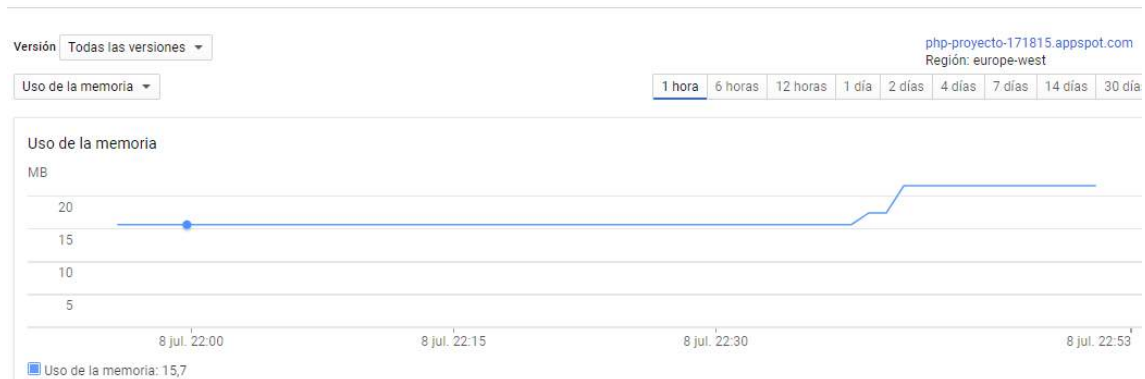 Versión Todas las versiones
php-proyecto-171815.appspot.com
Región: europe-west
Uso de la memoria
1 hora 6 horas 12 horas 1 día 2 días 4 días 7 días 14 días 30 día
Uso de la memoria
MB
20
15
10
5
8 jul. 22:00 8 jul. 22:15 8 jul. 22:30 8 jul. 22:53
Uso de la memoria: 15,7